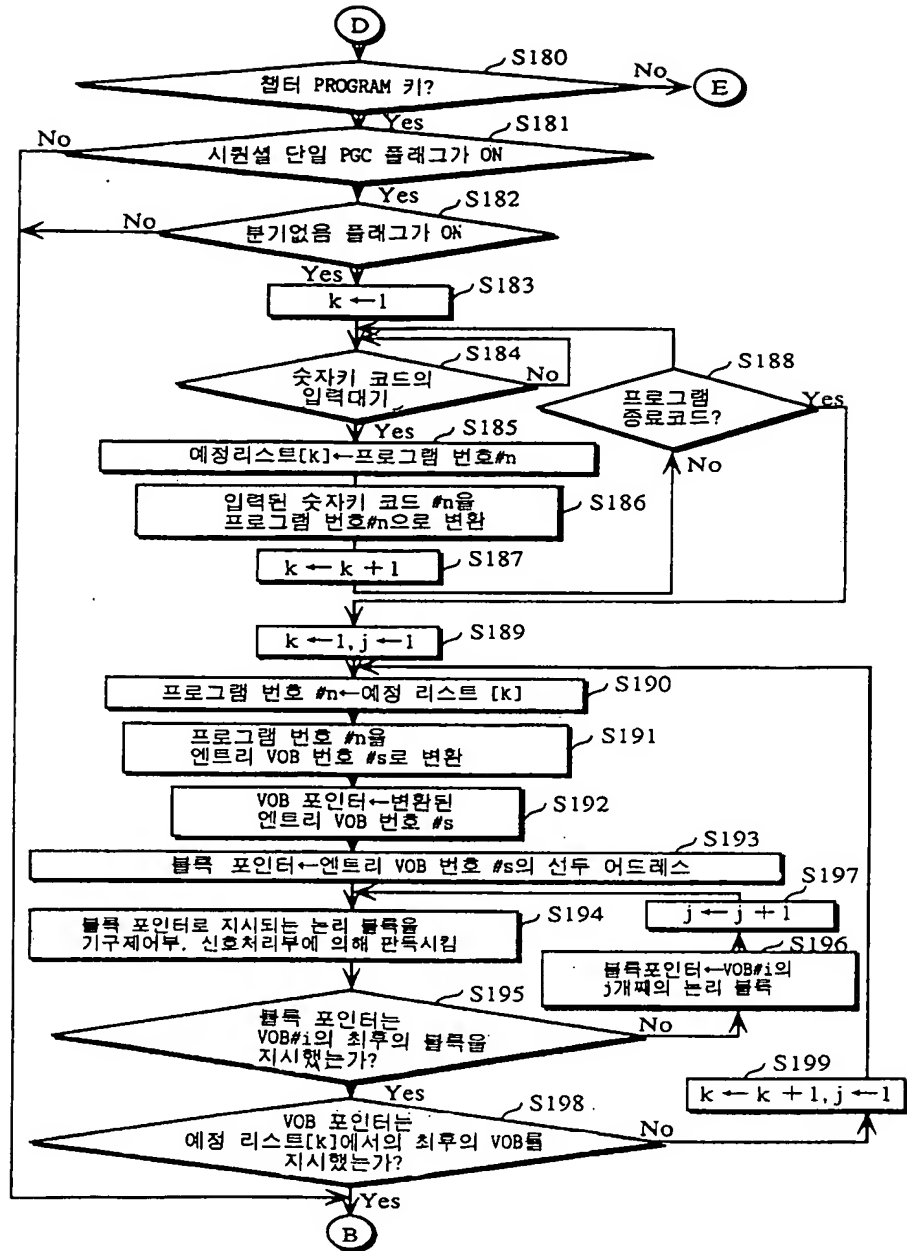 D
S180
챕터 PROGRAM 키?
No
E
Yes
S181
No
시퀀셜 단일 PGC 플래그가 ON
Yes
S182
No
분기없음 플래그가 ON
Yes
S183
k ← 1
S184
숫자키 코드의
입력대기
No
S188
프로그램
종료코드?
Yes
No
Yes
S185
예정리스트[k]←프로그램 번호#n
S186
입력된 숫자키 코드 #n을
프로그램 번호#n으로 변환
S187
k ← k + 1
S189
k ← 1, j ← 1
S190
프로그램 번호 #n←예정 리스트 [k]
S191
프로그램 번호 #n을
엔트리 VOB 번호 #s로 변환
S192
VOB 포인터←변환된
엔트리 VOB 번호 #s
S193
블록 포인터←엔트리 VOB 번호 #s의 선두 어드레스
S197
j ← j + 1
S194
블록 포인터로 지시되는 논리 블록을
기구제어부, 신호처리부에 의해 판독시킴
S196
블록포인터←VOB#i의
j개째의 논리 블록
S195
블록 포인터는
VOB#i의 최후의 블록을
지시했는가?
No
Yes
S199
k ← k + 1, j ← 1
S198
VOB 포인터는
예정 리스트[k]에서의 최후의 VOB를
지시했는가?
No
Yes
B